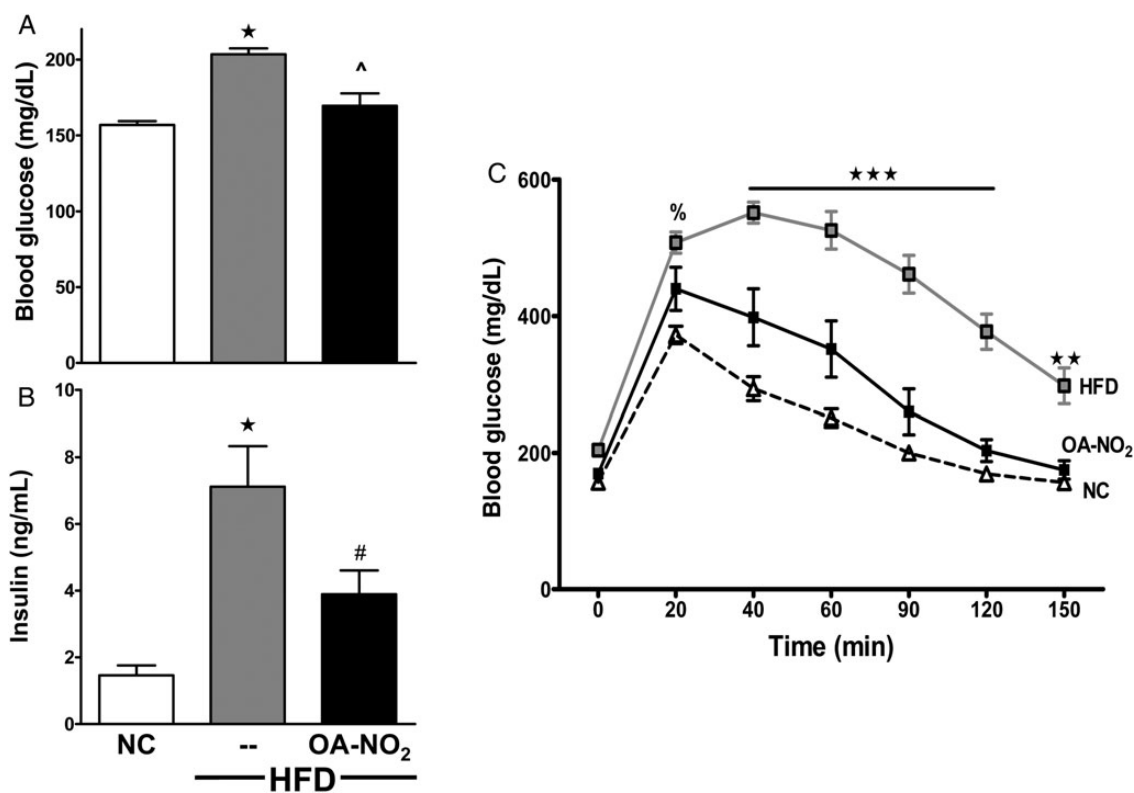 A
Blood glucose (mg/dL)
200
150
100
50
0
★
^
B
Insulin (ng/mL)
10
8
6
4
2
0
★
#
NC
--
OA-NO₂
HFD
C
Blood glucose (mg/dL)
600
400
200
0
%
★★★
★★
HFD
OA-NO₂
NC
0 20 40 60 90 120 150
Time (min)